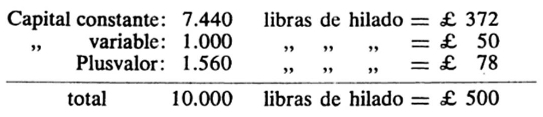 Capital constante: 7.440 libras de hilado = £ 372
„ variable: 1.000 „ „ „ = £ 50
Plusvalor: 1.560 „ „ „ = £ 78
total 10.000 libras de hilado = £ 500